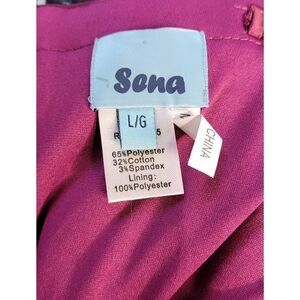 Sena
L/G
65%Polyester
32%Cotton
3%Spandex
Lining:
100%Polyester
CHINA